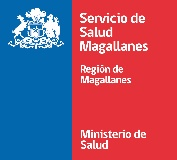 Servicio de
Salud
Magallanes
Región de
Magallanes
Ministerio de
Salud